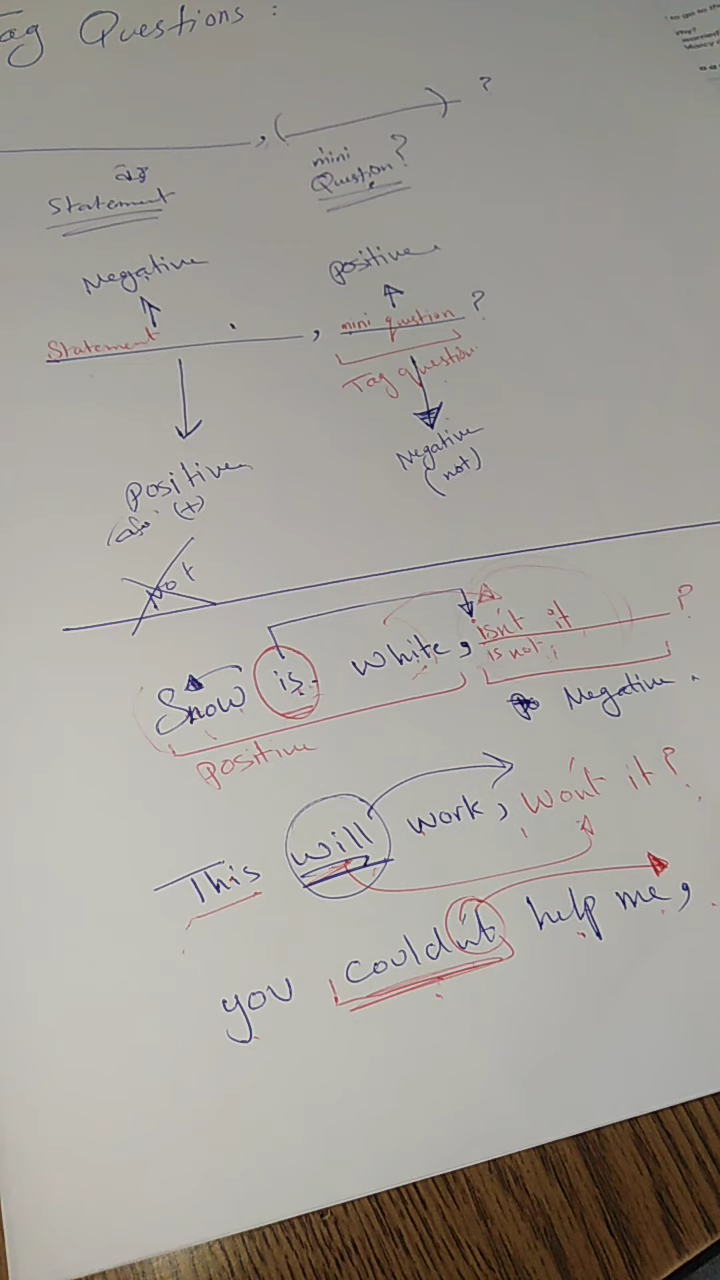 Tag Questions :
, ( ) ?
mini
Statement Question?
Negative positive
Statement , mini question ?
Tag question
Negative
(not)
Positive
(+)
Not
Snow is white, isn't it ?
is not
positive Negative.
This will work, won't it?
you couldn't help me,